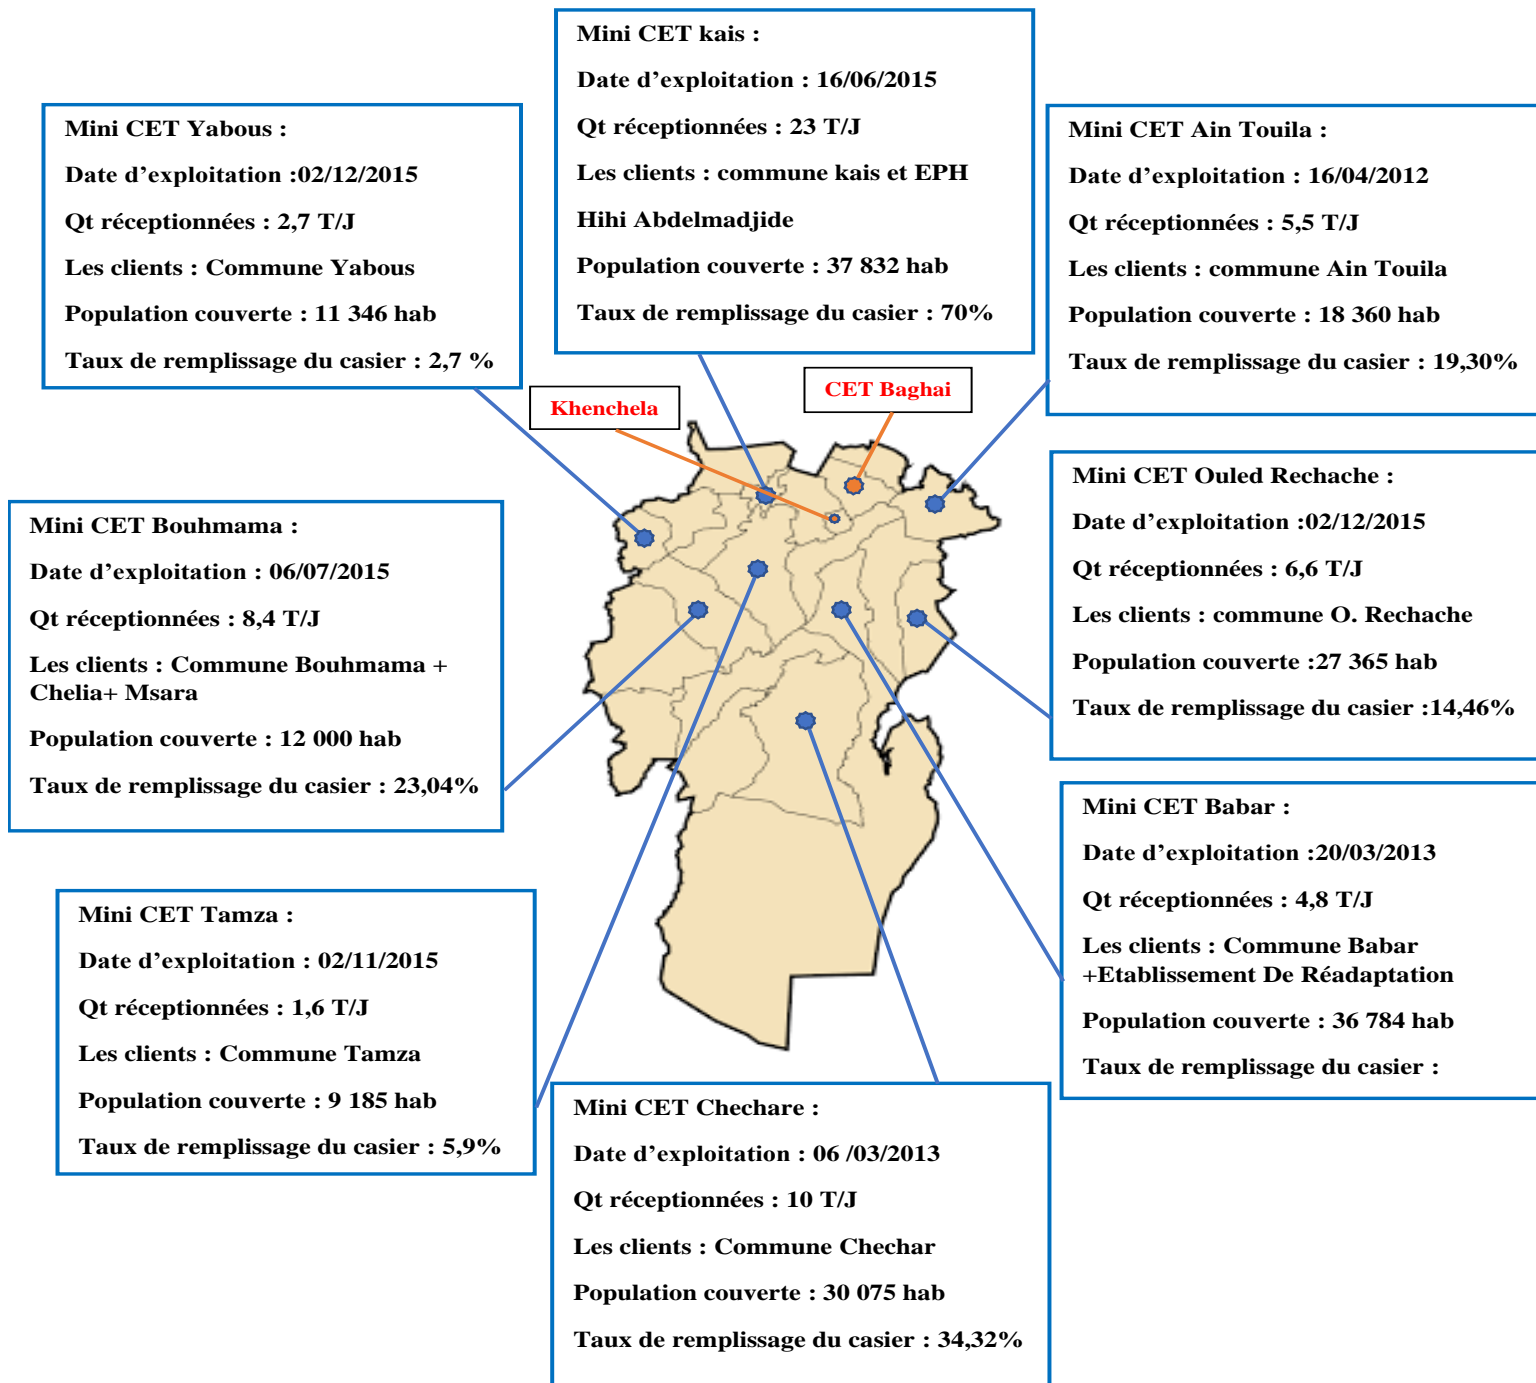 Mini CET kais :
Date d’exploitation : 16/06/2015
Qt réceptionnées : 23 T/J
Les clients : commune kais et EPH
Hihi Abdelmadjide
Population couverte : 37 832 hab
Taux de remplissage du casier : 70%
Mini CET Yabous :
Date d’exploitation :02/12/2015
Qt réceptionnées : 2,7 T/J
Les clients : Commune Yabous
Population couverte : 11 346 hab
Taux de remplissage du casier : 2,7 %
Mini CET Ain Touila :
Date d’exploitation : 16/04/2012
Qt réceptionnées : 5,5 T/J
Les clients : commune Ain Touila
Population couverte : 18 360 hab
Taux de remplissage du casier : 19,30%
Khenchela
CET Baghai
Mini CET Ouled Rechache :
Date d’exploitation :02/12/2015
Qt réceptionnées : 6,6 T/J
Les clients : commune O. Rechache
Population couverte :27 365 hab
Taux de remplissage du casier :14,46%
Mini CET Bouhmama :
Date d’exploitation : 06/07/2015
Qt réceptionnées : 8,4 T/J
Les clients : Commune Bouhmama +
Chelia+ Msara
Population couverte : 12 000 hab
Taux de remplissage du casier : 23,04%
Mini CET Babar :
Date d’exploitation :20/03/2013
Qt réceptionnées : 4,8 T/J
Les clients : Commune Babar
+Etablissement De Réadaptation
Population couverte : 36 784 hab
Taux de remplissage du casier :
Mini CET Tamza :
Date d’exploitation : 02/11/2015
Qt réceptionnées : 1,6 T/J
Les clients : Commune Tamza
Population couverte : 9 185 hab
Taux de remplissage du casier : 5,9%
Mini CET Chechare :
Date d’exploitation : 06 /03/2013
Qt réceptionnées : 10 T/J
Les clients : Commune Chechar
Population couverte : 30 075 hab
Taux de remplissage du casier : 34,32%